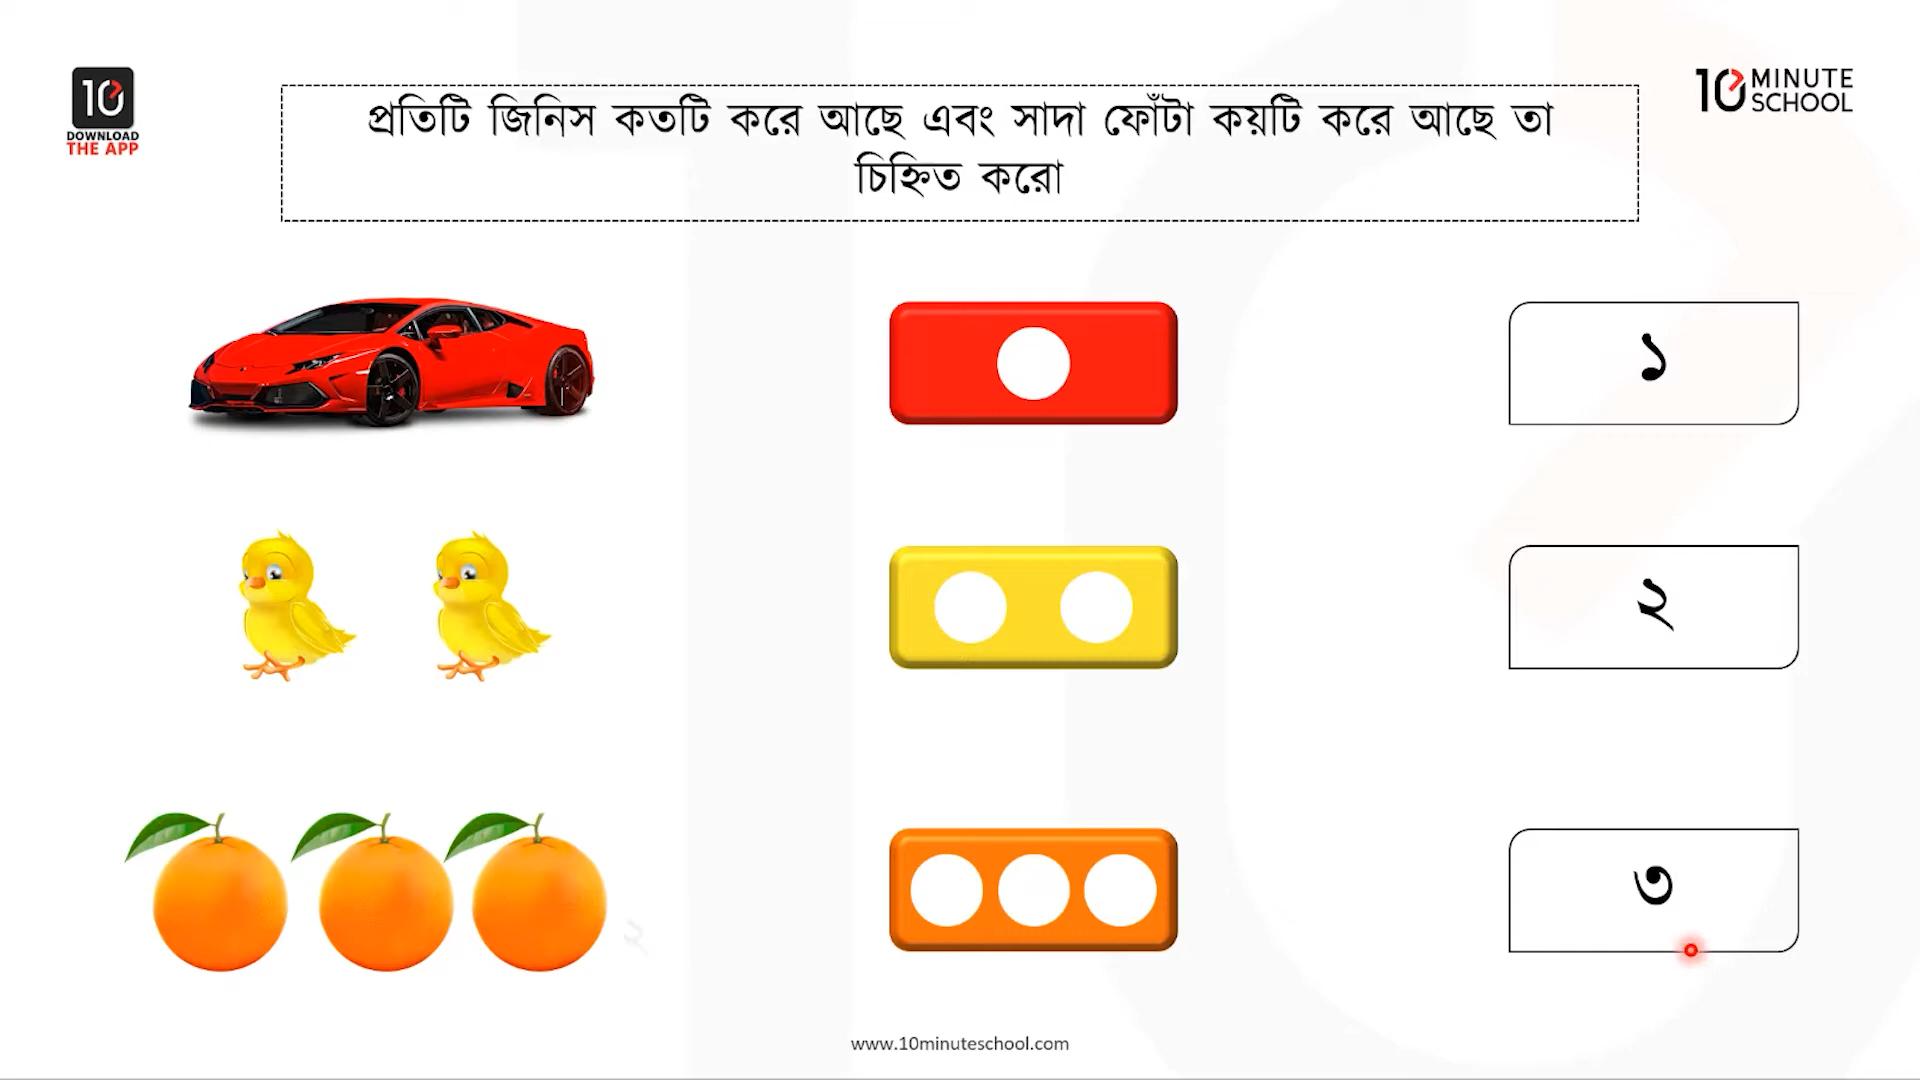 10
DOWNLOAD
THE APP
প্রতিটি জিনিস কতটি করে আছে এবং সাদা ফোঁটা কয়টি করে আছে তা
চিহ্নিত করো
10 MINUTE
SCHOOL
১
২
৩
২
www.10minuteschool.com